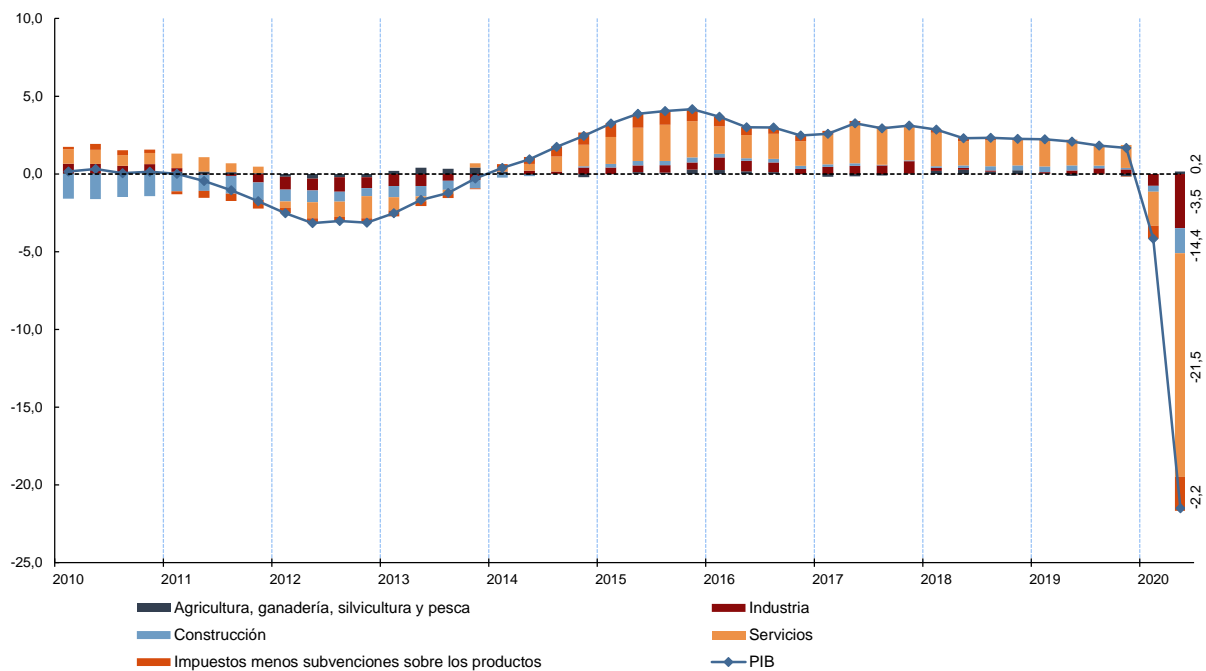 10,0
5,0
0,0
-5,0
-10,0
-15,0
-20,0
-25,0
2010 2011 2012 2013 2014 2015 2016 2017 2018 2019 2020
0,2
-3,5
-14,4
-21,5
-2,2
Agricultura, ganadería, silvicultura y pesca
Industria
Construcción
Servicios
Impuestos menos subvenciones sobre los productos
PIB